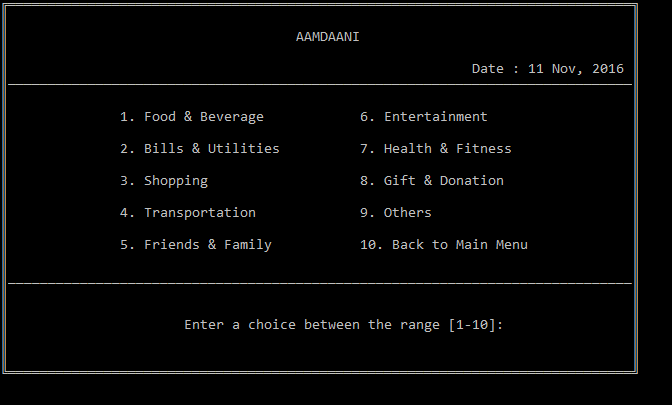 AAMDAANI
Date : 11 Nov, 2016
1. Food & Beverage 6. Entertainment
2. Bills & Utilities 7. Health & Fitness
3. Shopping 8. Gift & Donation
4. Transportation 9. Others
5. Friends & Family 10. Back to Main Menu
Enter a choice between the range [1-10]: